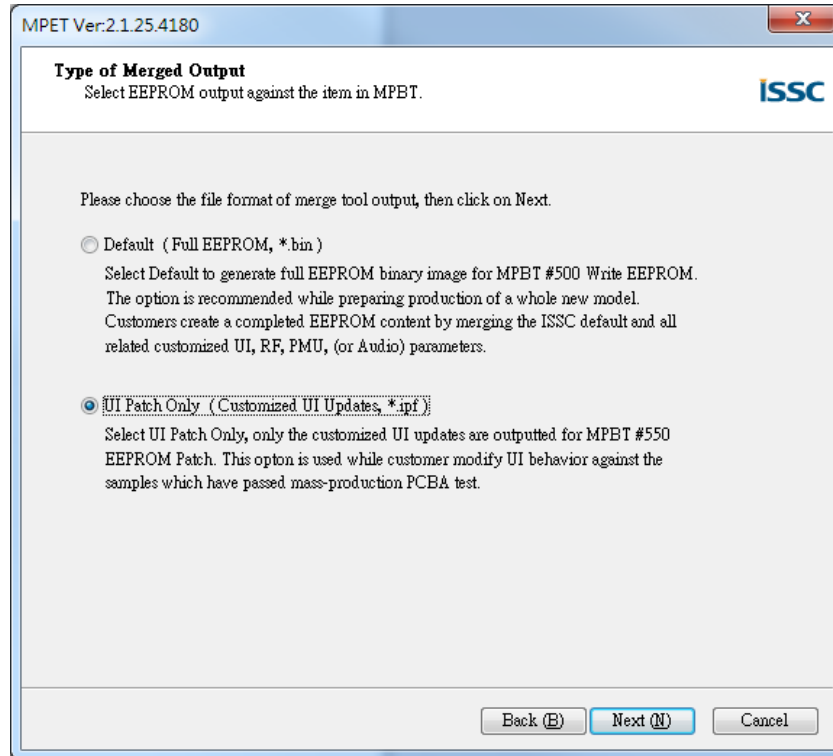 MPET Ver:2.1.25.4180
Type of Merged Output
Select EEPROM output against the item in MPBT.
ISSC
Please choose the file format of merge tool output, then click on Next.
Default ( Full EEPROM, *.bin )
Select Default to generate full EEPROM binary image for MPBT #500 Write EEPROM.
The option is recommended while preparing production of a whole new model.
Customers create a completed EEPROM content by merging the ISSC default and all
related customized UI, RF, PMU, (or Audio) parameters.
UI Patch Only ( Customized UI Updates, *.ipf )
Select UI Patch Only, only the customized UI updates are outputted for MPBT #550
EEPROM Patch. This opton is used while customer modify UI behavior against the
samples which have passed mass-production PCBA test.
Back (B) Next (N) Cancel